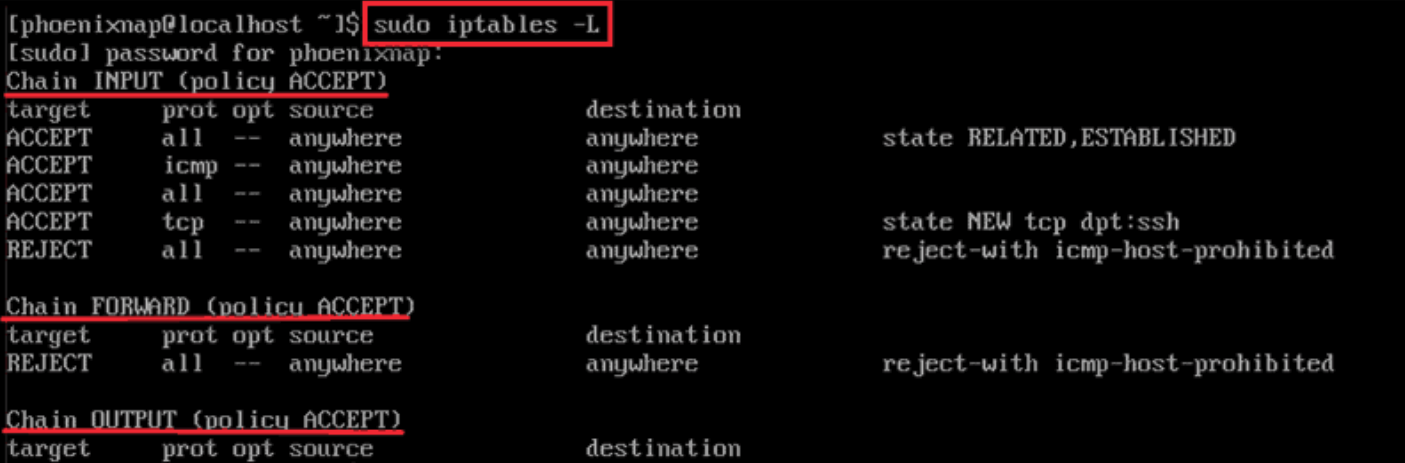 [phoenixnap@localhost ~]$ sudo iptables -L
[sudo] password for phoenixnap:
Chain INPUT (policy ACCEPT)
target     prot opt source               destination
ACCEPT     all  --  anywhere             anywhere             state RELATED,ESTABLISHED
ACCEPT     icmp --  anywhere             anywhere
ACCEPT     all  --  anywhere             anywhere
ACCEPT     tcp  --  anywhere             anywhere             state NEW tcp dpt:ssh
REJECT     all  --  anywhere             anywhere             reject-with icmp-host-prohibited
Chain FORWARD (policy ACCEPT)
target     prot opt source               destination
REJECT     all  --  anywhere             anywhere             reject-with icmp-host-prohibited
Chain OUTPUT (policy ACCEPT)
target     prot opt source               destination